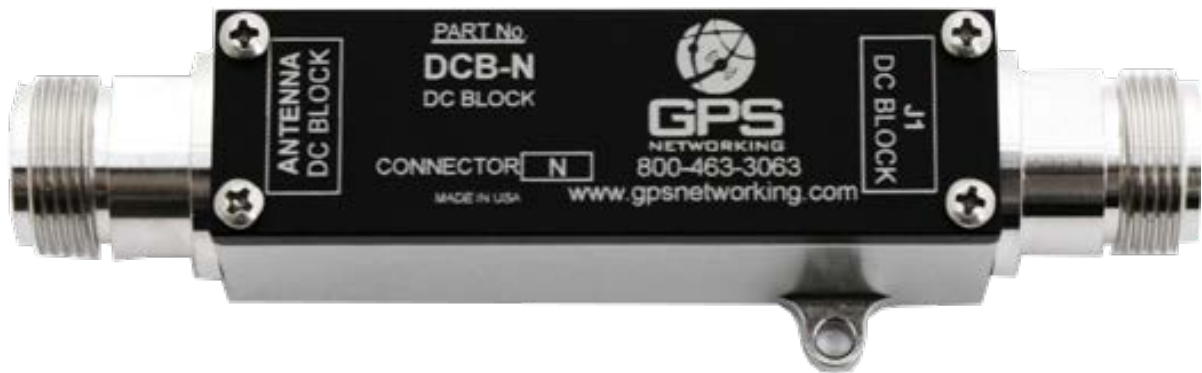 ANTENNA
DC BLOCK
PART No.
DCB-N
DC BLOCK
CONNECTOR N
MADE IN USA
GPS
NETWORKING
800-463-3063
www.gpsnetworking.com
J1
DC BLOCK